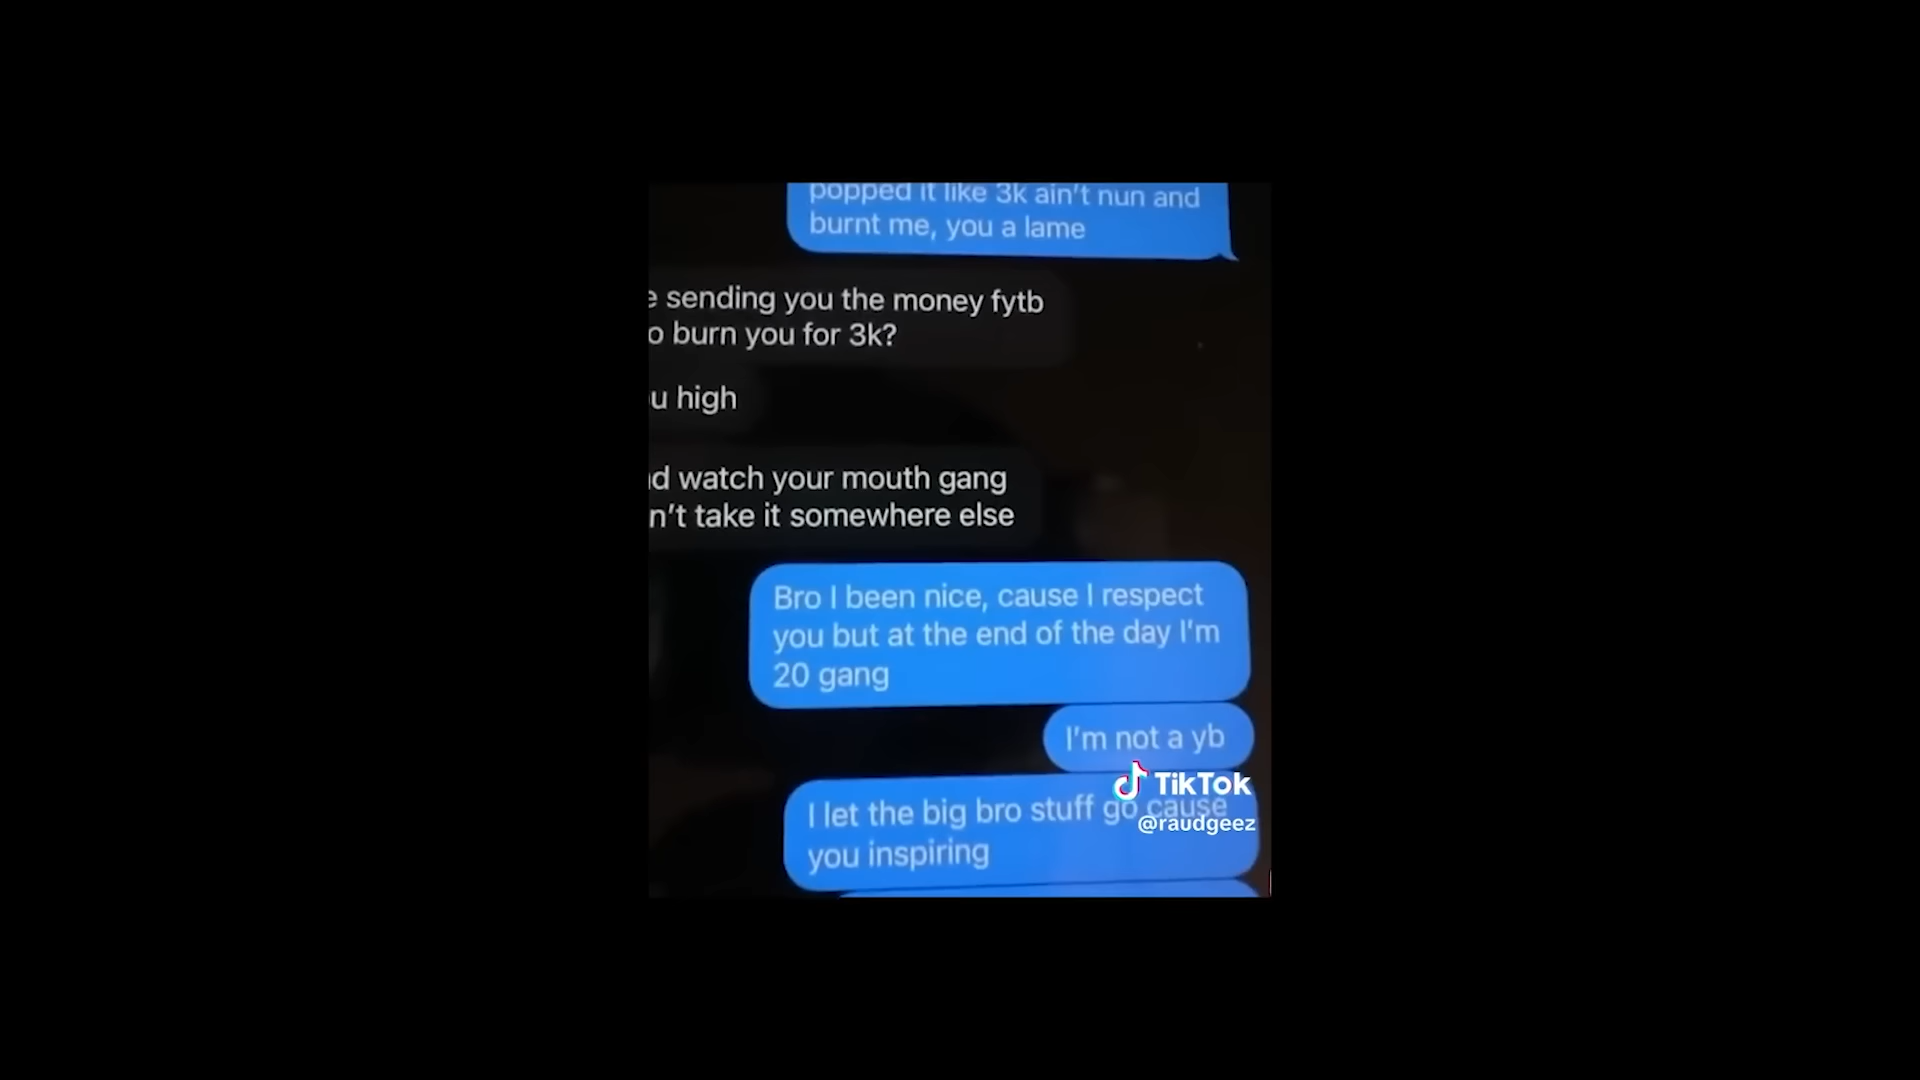 popped it like 3k ain't nun and
burnt me, you a lame
sending you the money fytb
burn you for 3k?
high
watch your mouth gang
take it somewhere else
Bro I been nice, cause I respect
you but at the end of the day I'm
20 gang
I'm not a yb
I let the big bro stuff go cause
you inspiring
TikTok
@raudgeez